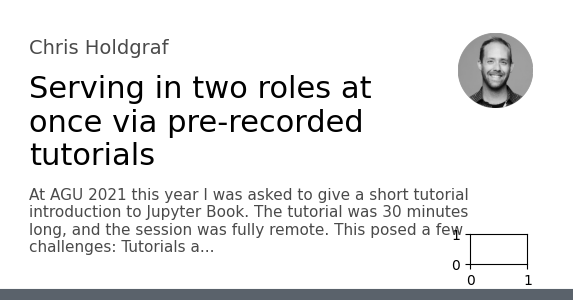 Chris Holdgraf
Serving in two roles at
once via pre-recorded
tutorials
At AGU 2021 this year I was asked to give a short tutorial
introduction to Jupyter Book. The tutorial was 30 minutes
long, and the session was fully remote. This posed a few
challenges: Tutorials a...
1
0
0 1